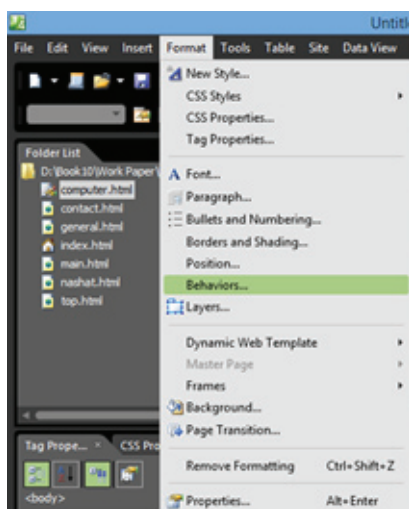 Untitl
File Edit View Insert Format Tools Table Site Data View
New Style...
CSS Styles
CSS Properties...
Tag Properties...
Folder List
D:\Book10\Work Paper\
computer.html
contact.html
general.html
index.html
main.html
nashat.html
top.html
Font...
Paragraph...
Bullets and Numbering...
Borders and Shading...
Position...
Behaviors...
Layers...
Dynamic Web Template
Master Page
Frames
Background...
Page Transition...
Remove Formatting Ctrl+Shift+Z
Properties... Alt+Enter
Tag Prope... × CSS Pro
<body>